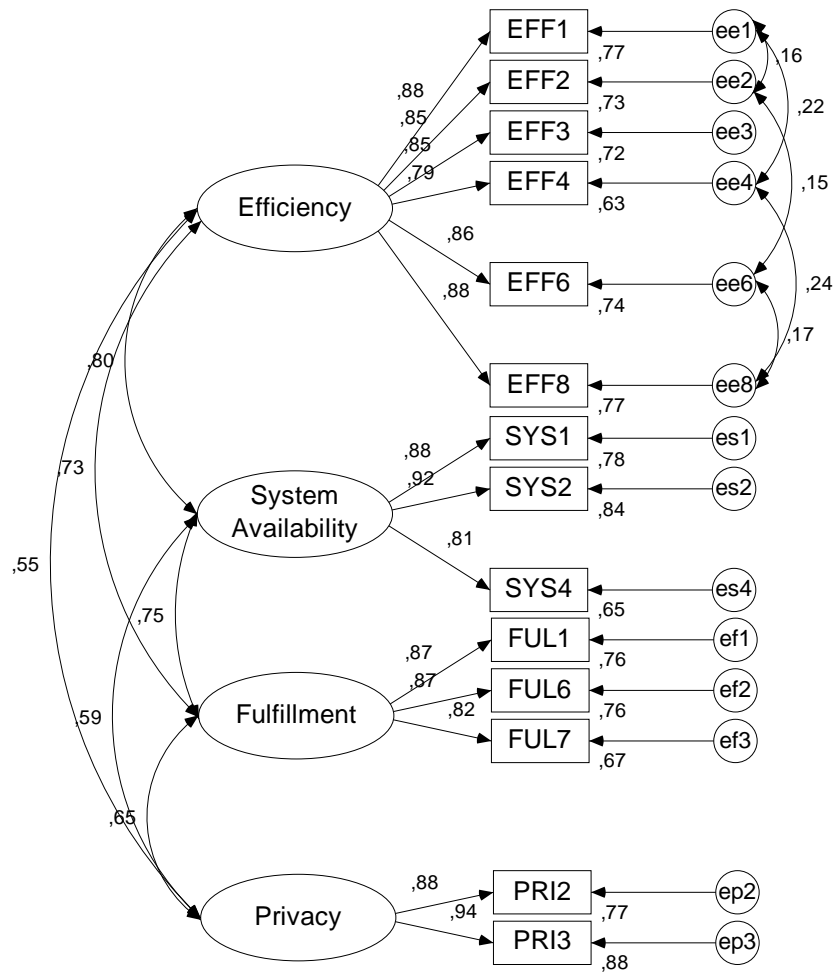 EFF1
ee1
,77
,16
EFF2
ee2
,88
,73
,22
,85
EFF3
ee3
,85
,72
,79
EFF4
ee4
,15
,63
Efficiency
,86
EFF6
ee6
,88
,74
,24
,17
,80
EFF8
ee8
,77
SYS1
es1
,88
,78
,73
,92
SYS2
es2
System
Availability
,84
,81
,55
SYS4
es4
,65
,75
FUL1
ef1
,87
,76
,87
FUL6
ef2
,82
,76
,59
Fulfillment
FUL7
ef3
,67
,65
,88
PRI2
ep2
,77
Privacy
,94
PRI3
ep3
,88